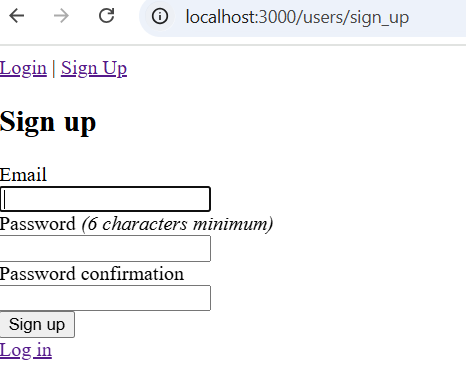 localhost:3000/users/sign_up
Login | Sign Up
Sign up
Email
Password (6 characters minimum)
Password confirmation
Sign up
Log in